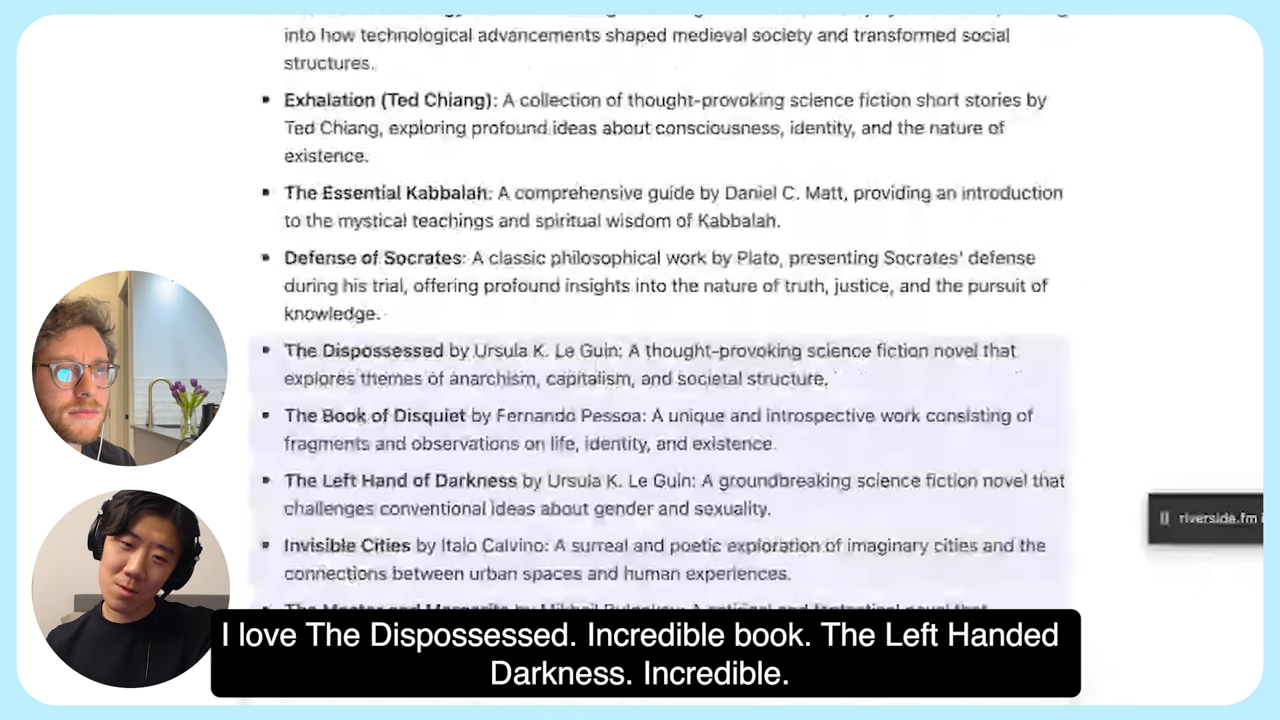 into how technological advancements shaped medieval society and transformed social
structures.
▪ Exhalation (Ted Chiang): A collection of thought-provoking science fiction short stories by
Ted Chiang, exploring profound ideas about consciousness, identity, and the nature of
existence.
▪ The Essential Kabbalah: A comprehensive guide by Daniel C. Matt, providing an introduction
to the mystical teachings and spiritual wisdom of Kabbalah.
▪ Defense of Socrates: A classic philosophical work by Plato, presenting Socrates' defense
during his trial, offering profound insights into the nature of truth, justice, and the pursuit of
knowledge.
▪ The Dispossessed by Ursula K. Le Guin: A thought-provoking science fiction novel that
explores themes of anarchism, capitalism, and societal structure.
▪ The Book of Disquiet by Fernando Pessoa: A unique and introspective work consisting of
fragments and observations on life, identity, and existence.
▪ The Left Hand of Darkness by Ursula K. Le Guin: A groundbreaking science fiction novel that
challenges conventional ideas about gender and sexuality.
▪ Invisible Cities by Italo Calvino: A surreal and poetic exploration of imaginary cities and the
connections between urban spaces and human experiences.
riverside.fm
I love The Dispossessed. Incredible book. The Left Handed
Darkness. Incredible.